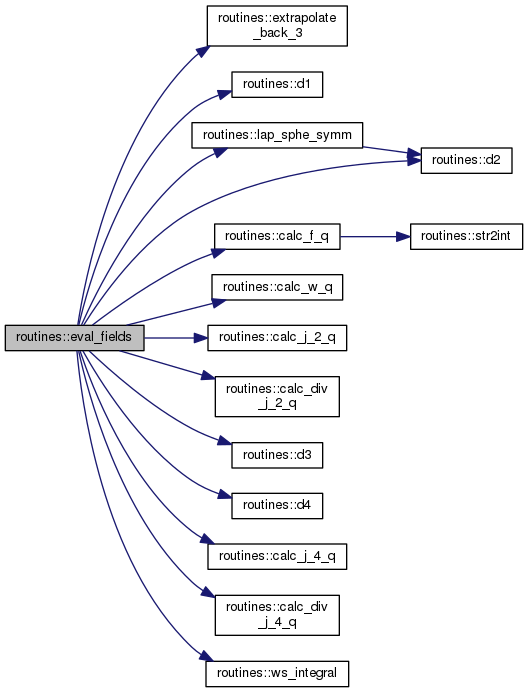 routines::extrapolate
_back_3
routines::d1
routines::lap_sphe_symm
routines::d2
routines::calc_f_q
routines::str2int
routines::calc_w_q
routines::eval_fields
routines::calc_j_2_q
routines::calc_div
_j_2_q
routines::d3
routines::d4
routines::calc_j_4_q
routines::calc_div
_j_4_q
routines::ws_integral